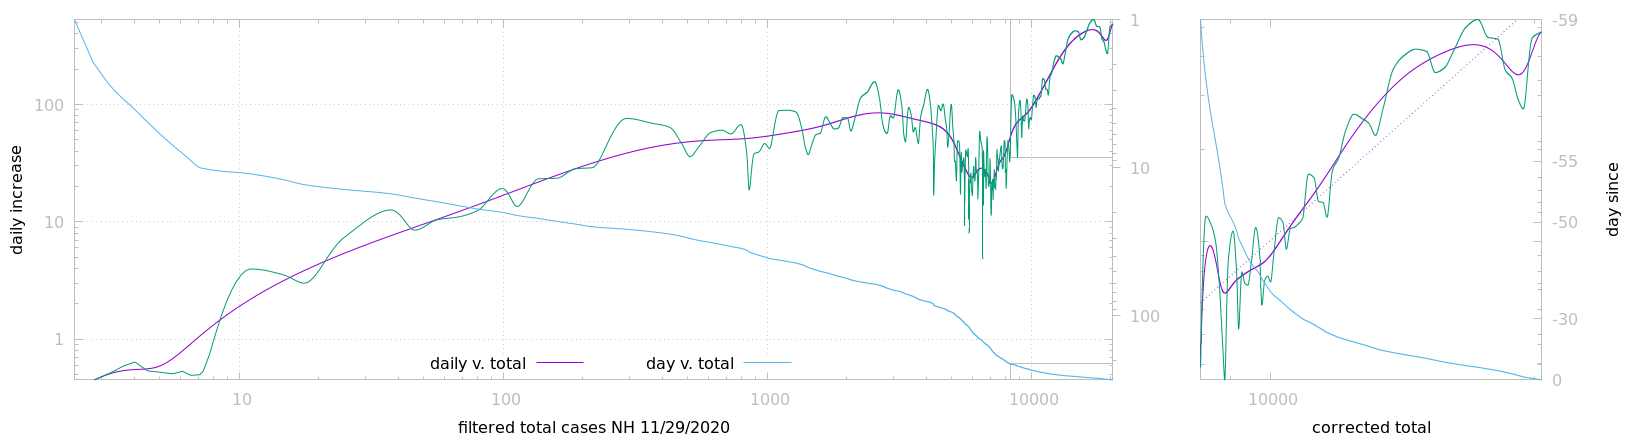 1
-59
100
daily increase
10
-55
10
-50
day since
100
-30
1
daily v. total
day v. total
0
10
100
1000
10000
10000
filtered total cases NH 11/29/2020
corrected total